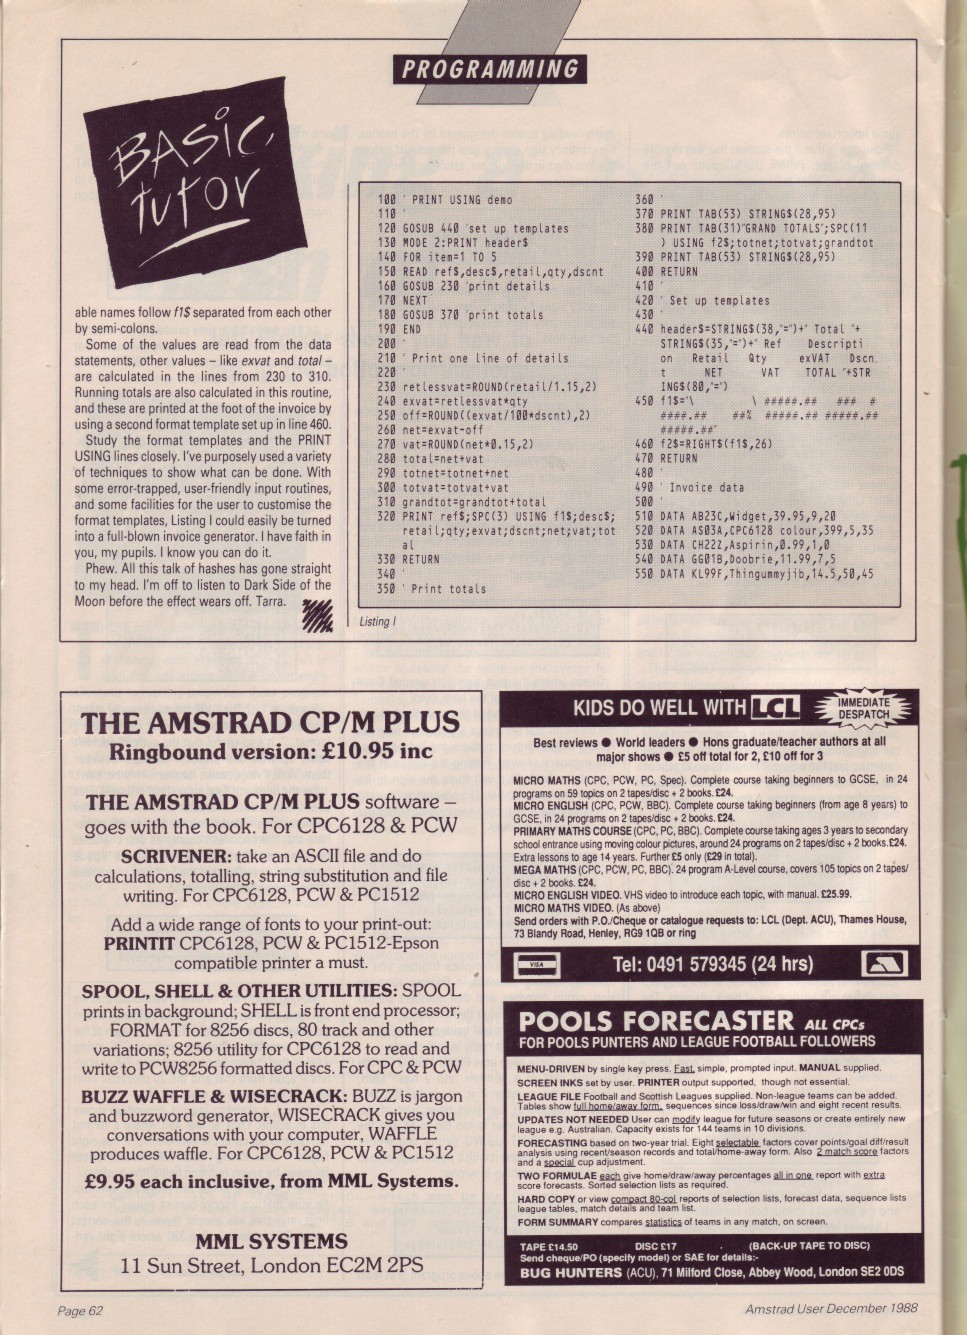 PROGRAMMING
BASIC
TUTOR
able names follow f1$ separated from each other
by semi-colons.
Some of the values are read from the data
statements, other values – like exvat and total –
are calculated in the lines from 230 to 310.
Running totals are also calculated in this routine,
and these are printed at the foot of the invoice by
using a second format template set up in line 460.
Study the format templates and the PRINT
USING lines closely. I've purposely used a variety
of techniques to show what can be done. With
some error-trapped, user-friendly input routines,
and some facilities for the user to customise the
format templates, Listing I could easily be turned
into a full-blown invoice generator. I have faith in
you, my pupils. I know you can do it.
Phew. All this talk of hashes has gone straight
to my head. I'm off to listen to Dark Side of the
Moon before the effect wears off. Tarra.
100 ' PRINT USING demo
110 '
120 GOSUB 440 'set up templates
130 MODE 2:PRINT header$
140 FOR item=1 TO 5
150 READ ref$,desc$,retail,qty,dscnt
160 GOSUB 230 'print details
170 NEXT
180 GOSUB 370 'print totals
190 END
200 '
210 ' Print one line of details
220 '
230 retlessvat=ROUND(retail/1.15,2)
240 exvat=retlessvat*qty
250 off=ROUND((exvat/100*dscnt),2)
260 net=exvat-off
270 vat=ROUND(net*0.15,2)
280 total=net+vat
290 totnet=totnet+net
300 totvat=totvat+vat
310 grandtot=grandtot+total
320 PRINT ref$;SPC(3) USING f1$;desc$;
retail;qty;exvat;dscnt;net;vat;tot
al
330 RETURN
340 '
350 ' Print totals
360 '
370 PRINT TAB(53) STRING$(28,95)
380 PRINT TAB(31)"GRAND TOTALS";SPC(11
) USING f2$;totnet;totvat;grandtot
390 PRINT TAB(53) STRING$(28,95)
400 RETURN
410 '
420 ' Set up templates
430 '
440 header$=STRING$(38,"=")+" Total "+
STRING$(35,"=")+" Ref    Descripti
on   Retail   Qty     exVAT  Dscn
t      NET      VAT    TOTAL "+STR
ING$(80,"=")
450 f1$="\         \ #####.##   ###  #
####.##    ##%  #####.## #####.##
#####.##"
460 f2$=RIGHT$(f1$,26)
470 RETURN
480 '
490 ' Invoice data
500 '
510 DATA AB23C,Widget,39.95,9,20
520 DATA AS03A,CPC6128 colour,399,5,35
530 DATA CH22Z,Aspirin,0.99,1,0
540 DATA GG01B,Doobrie,11.99,7,5
550 DATA KL99F,Thingummyjib,14.5,50,45
Listing I
THE AMSTRAD CP/M PLUS
Ringbound version: £10.95 inc
THE AMSTRAD CP/M PLUS software –
goes with the book. For CPC6128 & PCW
SCRIVENER: take an ASCII file and do
calculations, totalling, string substitution and file
writing. For CPC6128, PCW & PC1512
Add a wide range of fonts to your print-out:
PRINTIT CPC6128, PCW & PC1512-Epson
compatible printer a must.
SPOOL, SHELL & OTHER UTILITIES: SPOOL
prints in background; SHELL is front end processor;
FORMAT for 8256 discs, 80 track and other
variations; 8256 utility for CPC6128 to read and
write to PCW8256 formatted discs. For CPC & PCW
BUZZ WAFFLE & WISECRACK: BUZZ is jargon
and buzzword generator, WISECRACK gives you
conversations with your computer, WAFFLE
produces waffle. For CPC6128, PCW & PC1512
£9.95 each inclusive, from MML Systems.
MML SYSTEMS
11 Sun Street, London EC2M 2PS
KIDS DO WELL WITH LCL
IMMEDIATE
DESPATCH
Best reviews ● World leaders ● Hons graduate/teacher authors at all
major shows ● £5 off total for 2, £10 off for 3
MICRO MATHS (CPC, PCW, PC, Spec). Complete course taking beginners to GCSE, in 24
programs on 59 topics on 2 tapes/disc + 2 books. £24.
MICRO ENGLISH (CPC, PCW, BBC). Complete course taking beginners (from age 8 years) to
GCSE, in 24 programs on 2 tapes/disc + 2 books. £24.
PRIMARY MATHS COURSE (CPC, PC, BBC). Complete course taking ages 3 years to secondary
school entrance using moving colour pictures, around 24 programs on 2 tapes/disc + 2 books. £24.
Extra lessons to age 14 years. Further £5 only (£29 in total).
MEGA MATHS (CPC, PCW, PC, BBC). 24 program A-Level course, covers 105 topics on 2 tapes/
disc + 2 books. £24.
MICRO ENGLISH VIDEO. VHS video to introduce each topic, with manual. £25.99.
MICRO MATHS VIDEO. (As above)
Send orders with P.O./Cheque or catalogue requests to: LCL (Dept. ACU), Thames House,
73 Blandy Road, Henley, RG9 1QB or ring
VISA
Tel: 0491 579345 (24 hrs)
POOLS FORECASTER ALL CPCs
FOR POOLS PUNTERS AND LEAGUE FOOTBALL FOLLOWERS
MENU-DRIVEN by single key press. Fast, simple, prompted input. MANUAL supplied.
SCREEN INKS set by user. PRINTER output supported, though not essential.
LEAGUE FILE Football and Scottish Leagues supplied. Non-league teams can be added.
Tables show full home/away form, sequences since loss/draw/win and eight recent results.
UPDATES NOT NEEDED User can modify league for future seasons or create entirely new
league e.g. Australian. Capacity exists for 144 teams in 10 divisions.
FORECASTING based on two-year trial. Eight selectable factors cover points/goal diff/result
analysis using recent/season records and total/home-away form. Also 2 match score factors
and a special cup adjustment.
TWO FORMULAE each give home/draw/away percentages all in one report with extra
score forecasts. Sorted selection lists as required.
HARD COPY or view compact 80-col reports of selection lists, forecast data, sequence lists
league tables, match details and team list.
FORM SUMMARY compares statistics of teams in any match, on screen.
TAPE £14.50   DISC £17   (BACK-UP TAPE TO DISC)
Send cheque/PO (specify model) or SAE for details:-
BUG HUNTERS (ACU), 71 Milford Close, Abbey Wood, London SE2 0DS
Page 62
Amstrad User December 1988